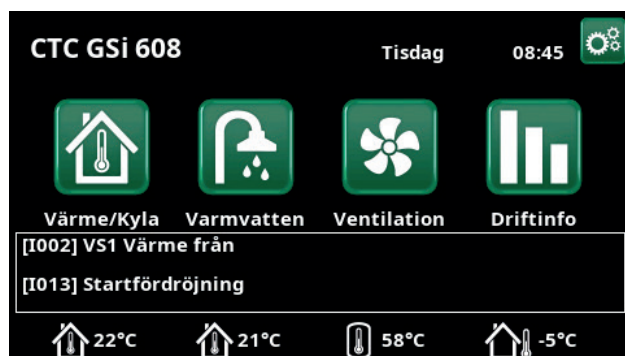 CTC GSi 608 Tisdag 08:45
Värme/Kyla Varmvatten Ventilation Driftinfo
[I002] VS1 Värme från
[I013] Startfördröjning
22°C 21°C 58°C -5°C